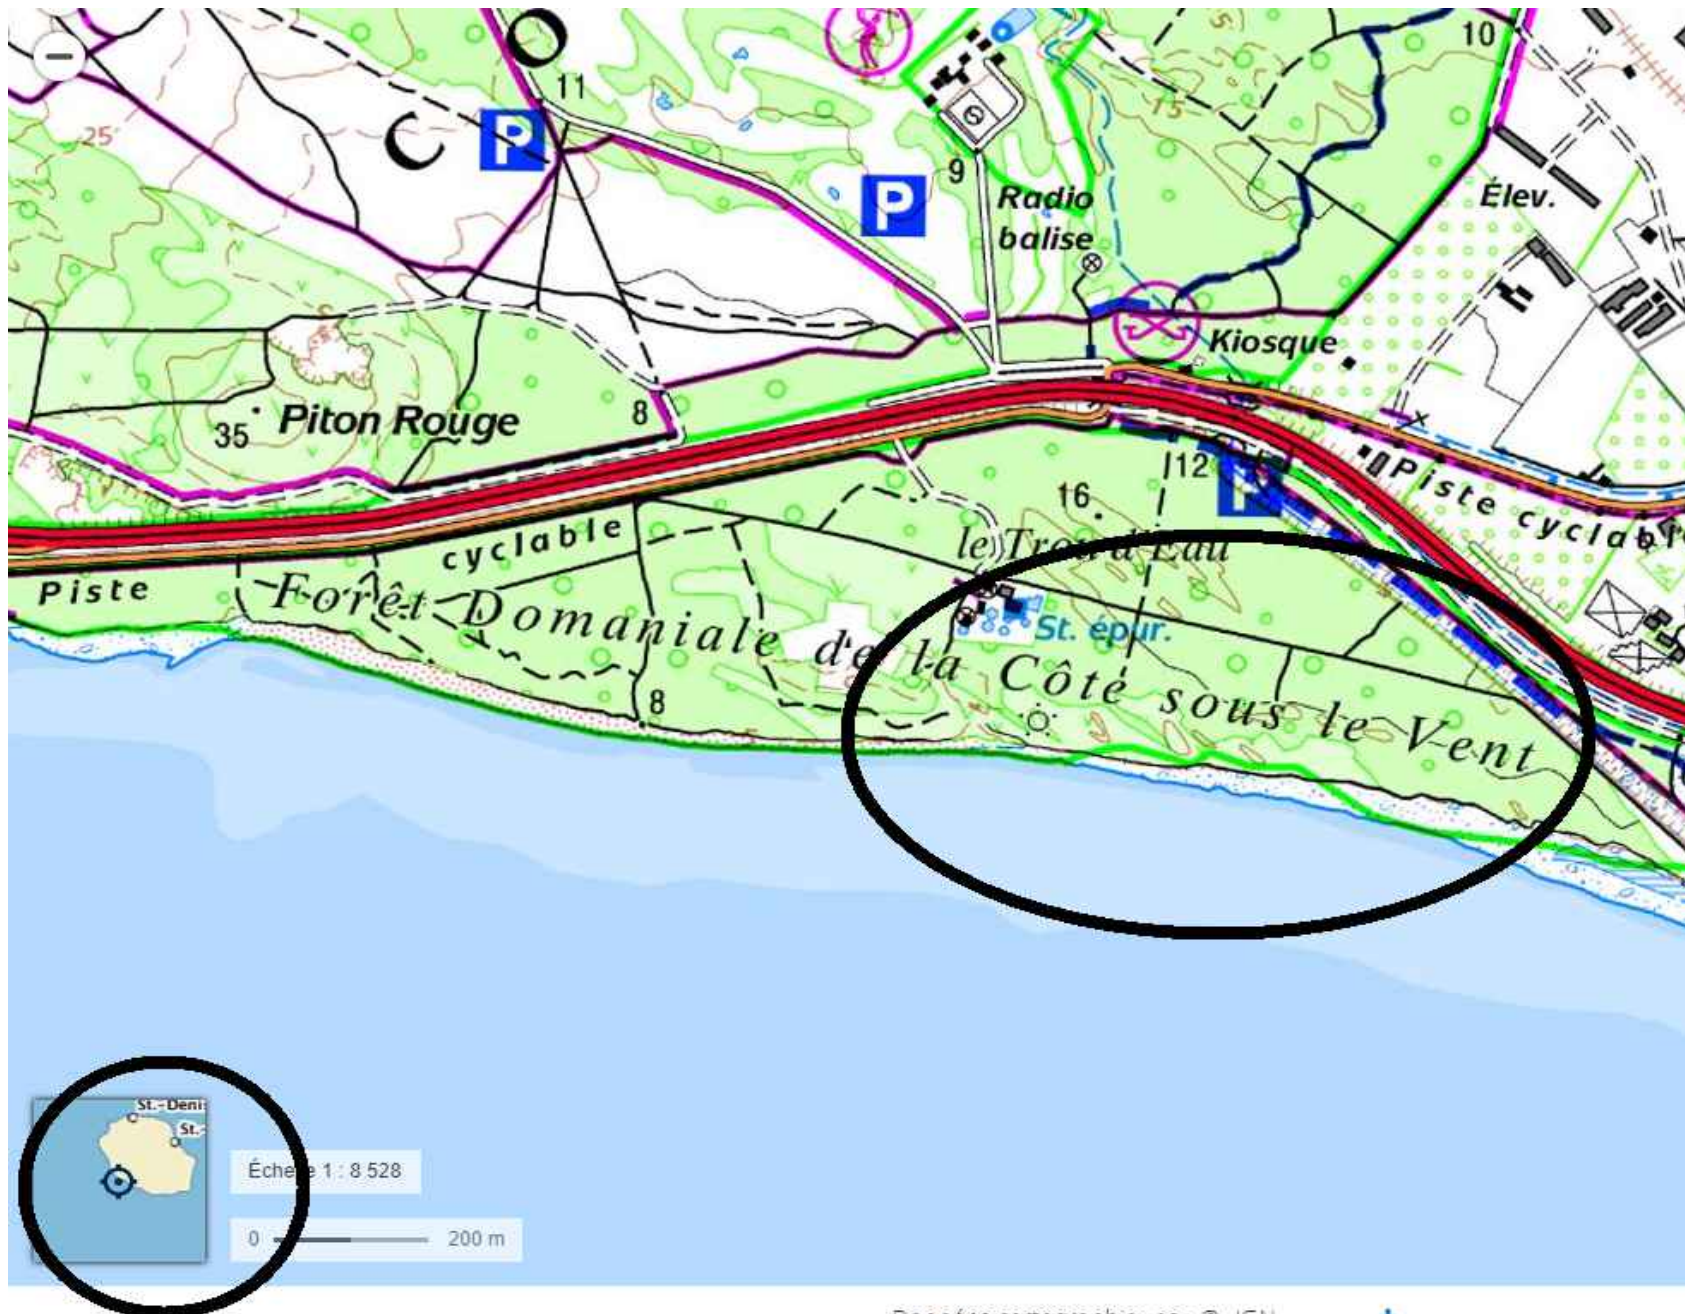 10
C O
11
P
25
15
9
P
Radio
balise
Élev.
Kiosque
8
35
Piton Rouge
12
P
Piste cyclable
16
cyclable
Piste
le Trou d'Eau
St. épur.
Forêt Domaniale de la Côte sous le Vent
8
St.-Deni
St.-
Échelle 1 : 8 528
0 200 m